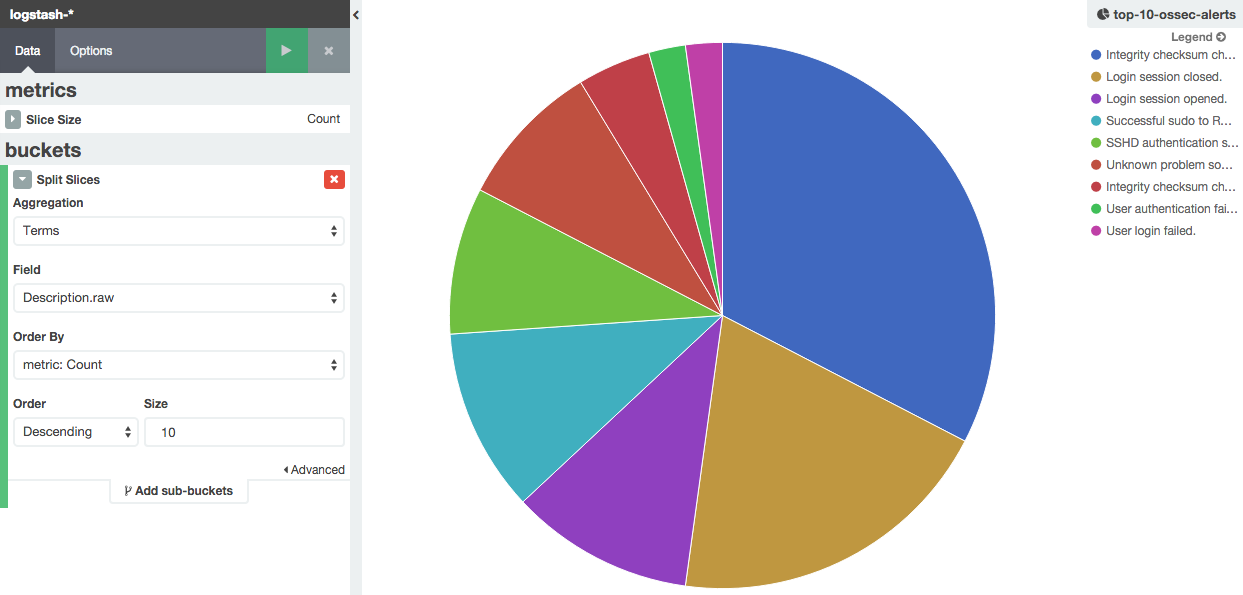 logstash-*
Data Options
metrics
Slice Size Count
buckets
Split Slices
Aggregation
Terms
Field
Description.raw
Order By
metric: Count
Order Size
Descending 10
Advanced
Add sub-buckets
top-10-ossec-alerts
Legend
Integrity checksum ch...
Login session closed.
Login session opened.
Successful sudo to R...
SSHD authentication s...
Unknown problem so...
Integrity checksum ch...
User authentication fai...
User login failed.